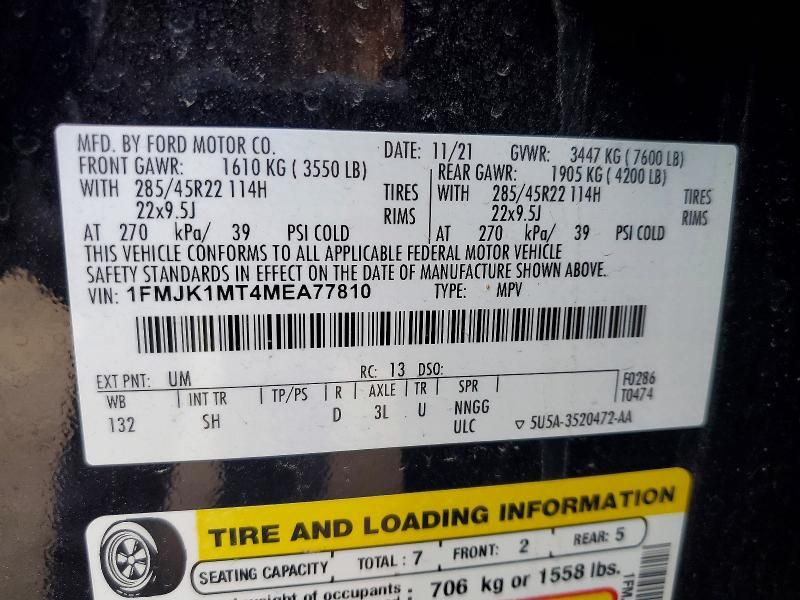 MFD. BY FORD MOTOR CO. DATE: 11/21 GVWR: 3447 KG ( 7600 LB)
FRONT GAWR: 1610 KG ( 3550 LB) REAR GAWR: 1905 KG ( 4200 LB)
WITH 285/45R22 114H TIRES WITH 285/45R22 114H TIRES
22x9.5J RIMS 22x9.5J RIMS
AT 270 kPa/ 39 PSI COLD AT 270 kPa/ 39 PSI COLD
THIS VEHICLE CONFORMS TO ALL APPLICABLE FEDERAL MOTOR VEHICLE
SAFETY STANDARDS IN EFFECT ON THE DATE OF MANUFACTURE SHOWN ABOVE.
VIN: 1FMJK1MT4MEA77810 TYPE: MPV
EXT PNT: UM RC: 13 DSO: F0286
WB INT TR TP/PS R AXLE TR SPR T0474
132 SH D 3L U NNGG
ULC ▽ 5U5A-3520472-AA
TIRE AND LOADING INFORMATION
SEATING CAPACITY TOTAL : 7 FRONT: 2 REAR: 5
of occupants : 706 kg or 1558 lbs.
1FM